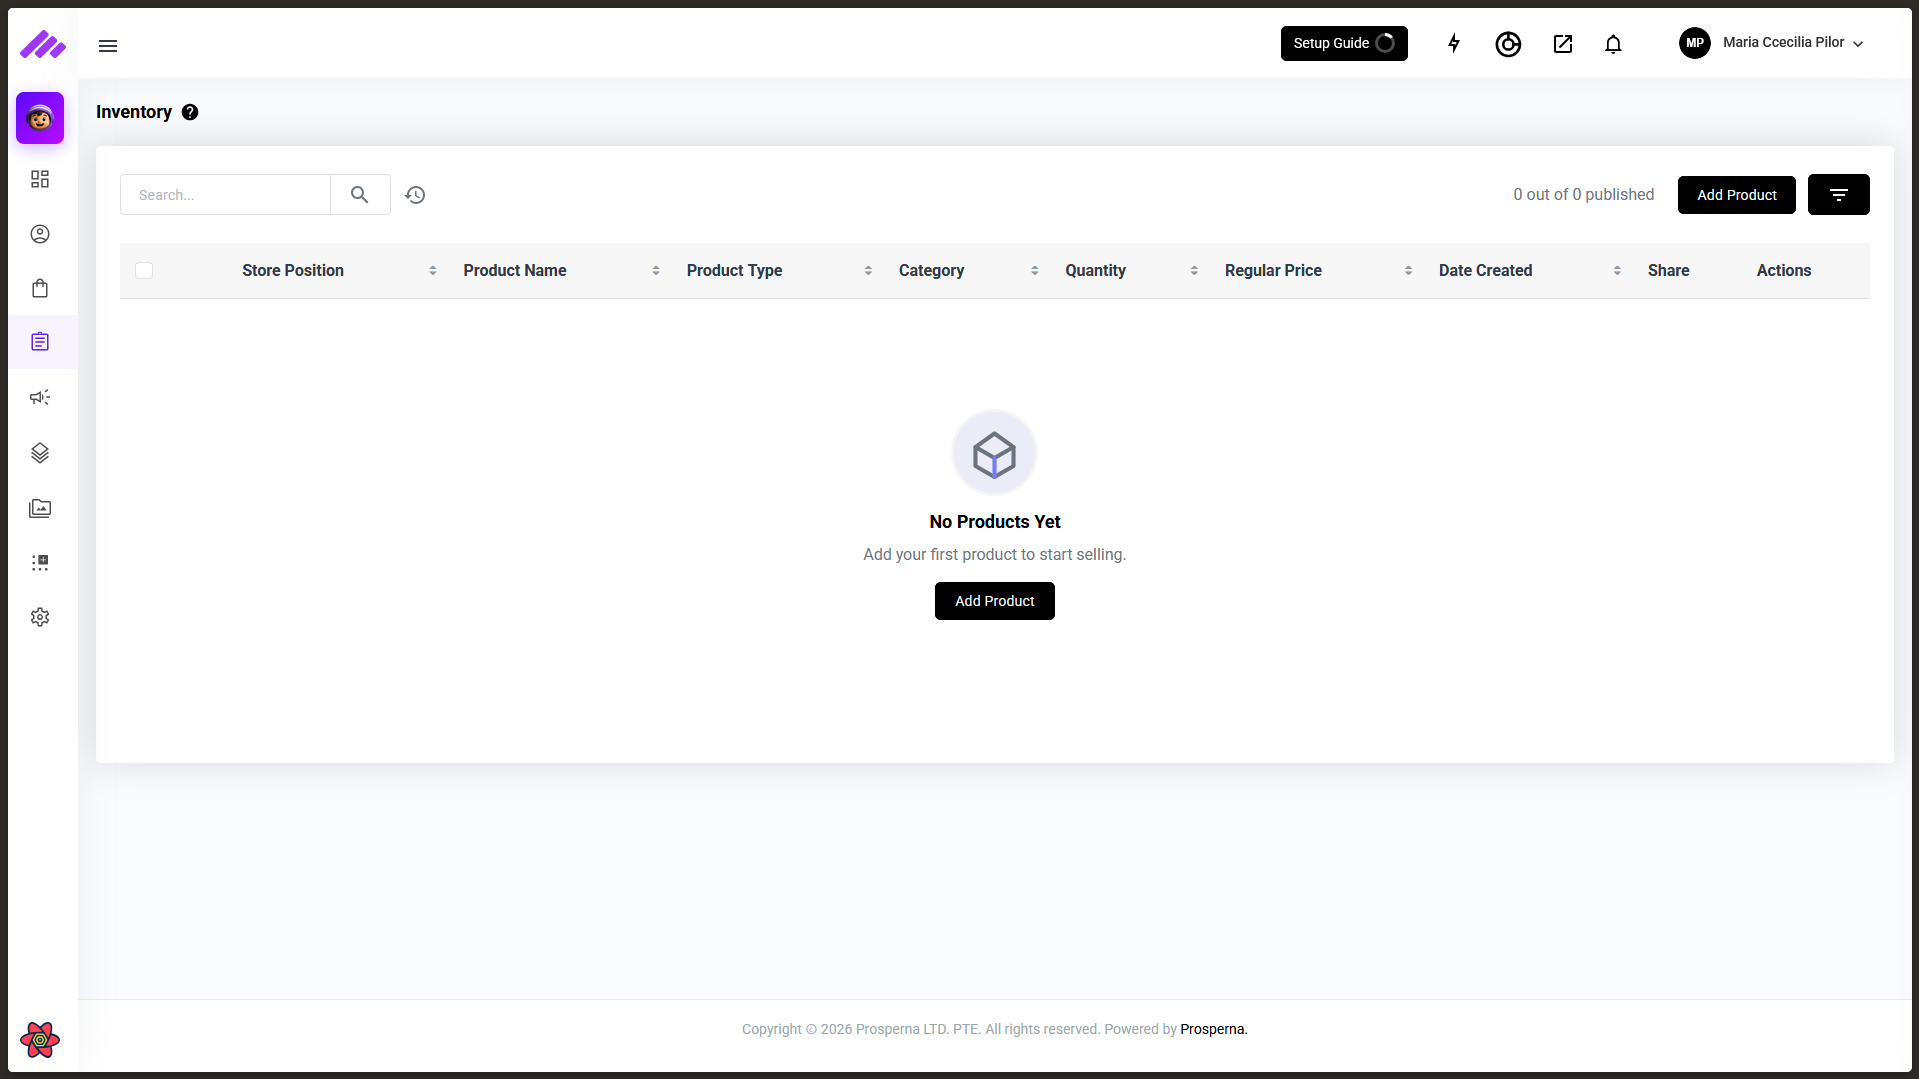 Setup Guide
MP
Maria Ccecilia Pilor
Inventory
Search...
0 out of 0 published
Add Product
Store Position
Product Name
Product Type
Category
Quantity
Regular Price
Date Created
Share
Actions
No Products Yet
Add your first product to start selling.
Add Product
Copyright © 2026 Prosperna LTD. PTE. All rights reserved. Powered by Prosperna.